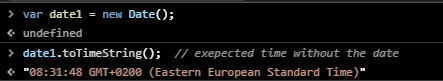 > var date1 = new Date();
< undefined
> date1.toTimeString();  // exepected time without the date
< "08:31:48 GMT+0200 (Eastern European Standard Time)"